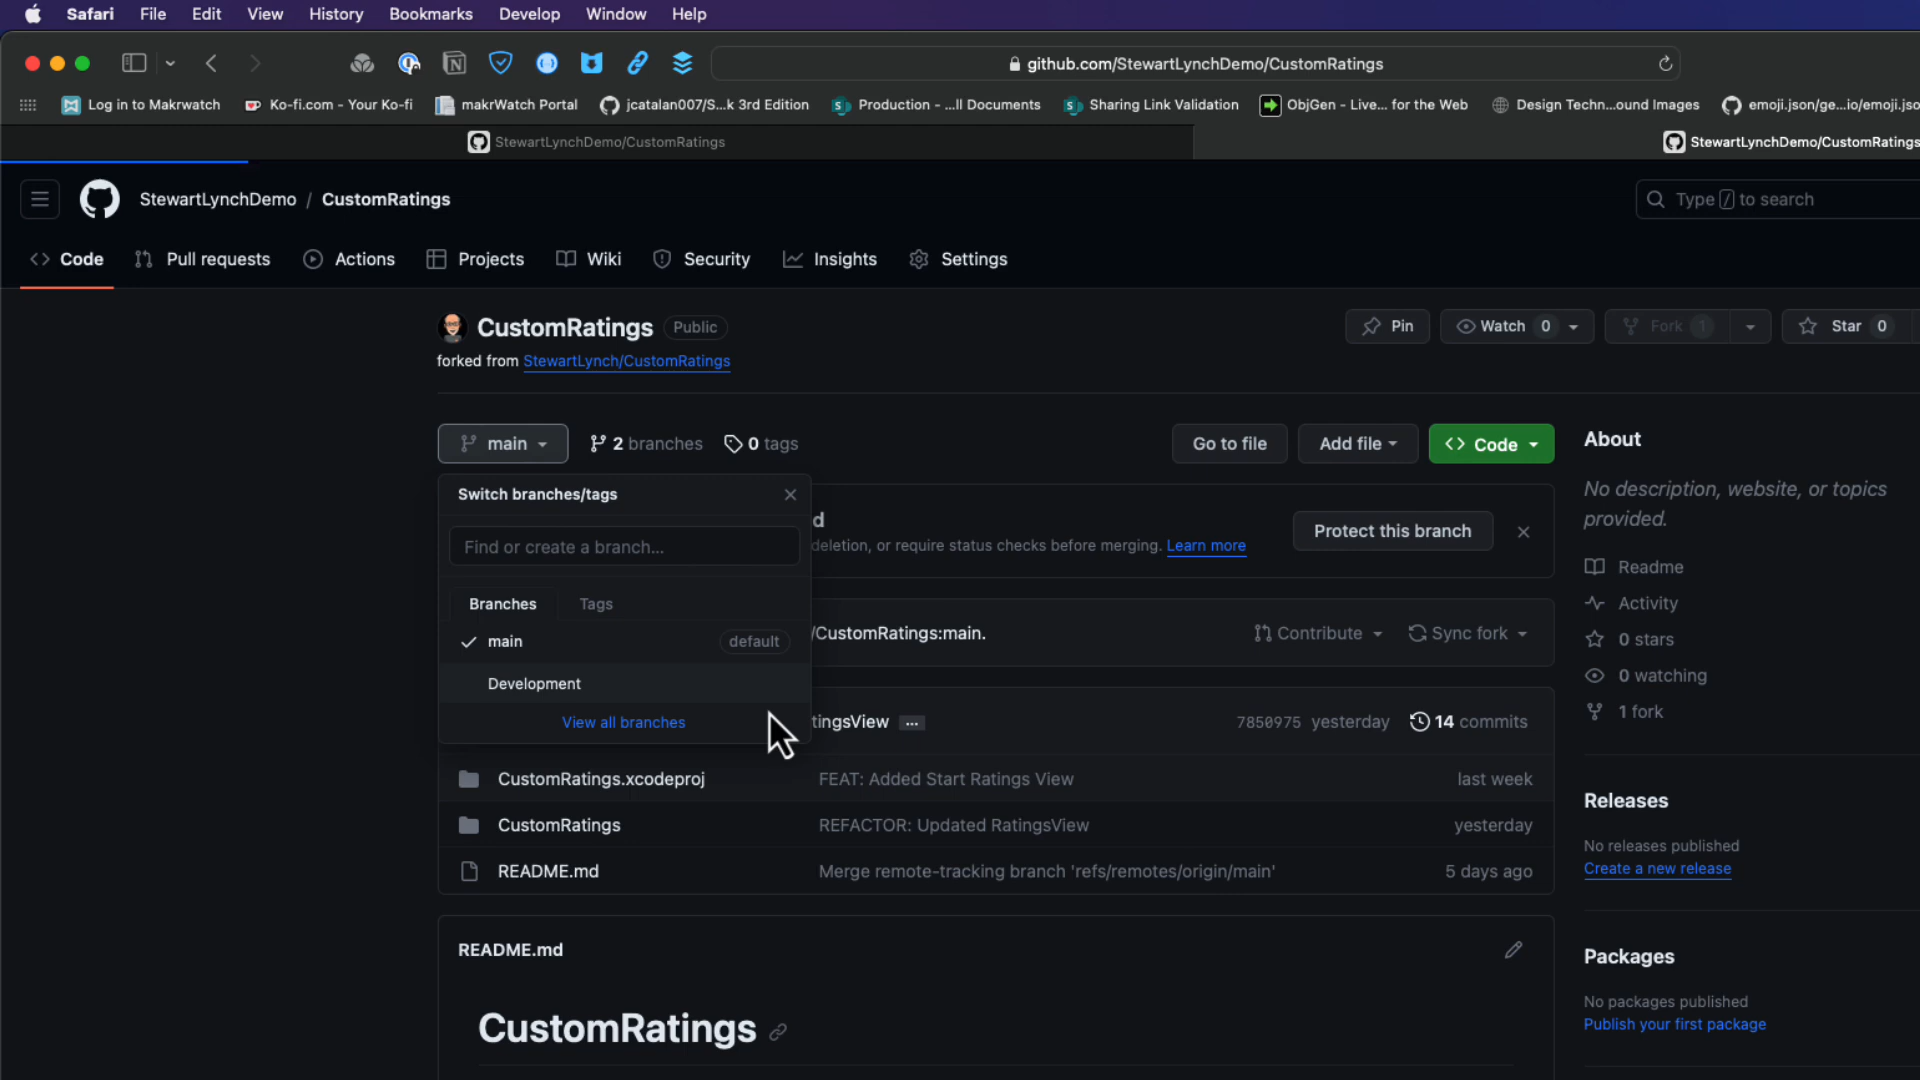 Safari File Edit View History Bookmarks Develop Window Help
github.com/StewartLynchDemo/CustomRatings
Log in to Makrwatch Ko-fi.com - Your Ko-fi makrWatch Portal jcatalan007/S...k 3rd Edition Production - ...ll Documents Sharing Link Validation ObjGen - Live... for the Web Design Techn...ound Images emoji.json/ge...io/emoji.jso
StewartLynchDemo/CustomRatings StewartLynchDemo/CustomRatings
StewartLynchDemo / CustomRatings Type / to search
Code Pull requests Actions Projects Wiki Security Insights Settings
CustomRatings Public Pin Watch 0 Fork 1 Star 0
forked from StewartLynch/CustomRatings
main 2 branches 0 tags Go to file Add file Code About
Switch branches/tags
No description, website, or topics
provided.
d
Protect this branch
Find or create a branch...
deletion, or require status checks before merging. Learn more
Readme
Branches Tags
Activity
main default
/CustomRatings:main. Contribute Sync fork
0 stars
Development
0 watching
View all branches
tingsView ... 7850975 yesterday 14 commits
1 fork
CustomRatings.xcodeproj FEAT: Added Start Ratings View last week
Releases
CustomRatings REFACTOR: Updated RatingsView yesterday
No releases published
README.md Merge remote-tracking branch 'refs/remotes/origin/main' 5 days ago
Create a new release
README.md
Packages
No packages published
Publish your first package
CustomRatings